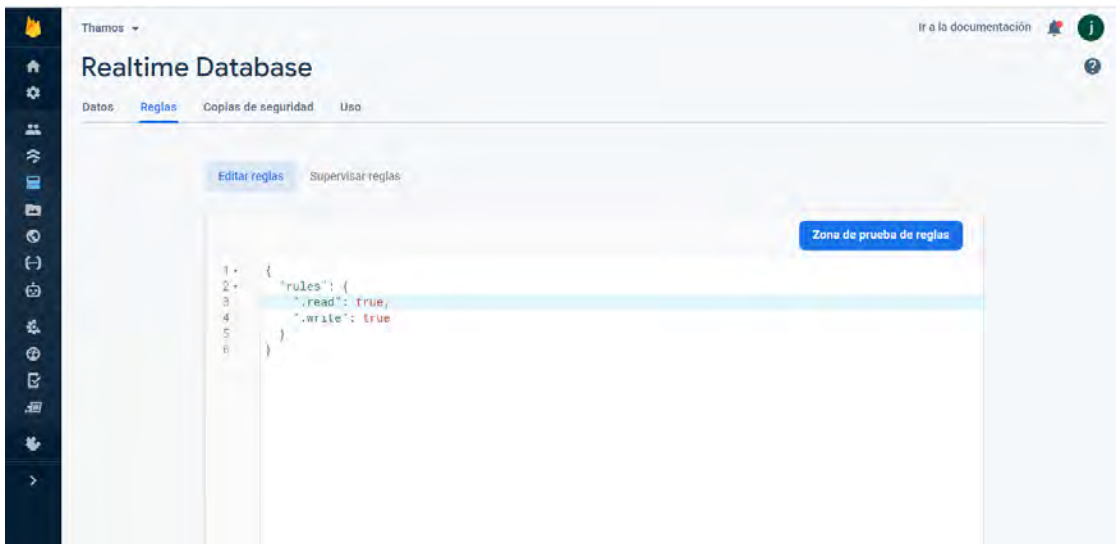 Thamos
Ir a la documentación
j
Realtime Database
?
Datos Reglas Copias de seguridad Uso
Editar reglas Supervisar reglas
Zona de prueba de reglas
1 {
2 "rules": {
3 ".read": true,
4 ".write": true
5 }
6 }